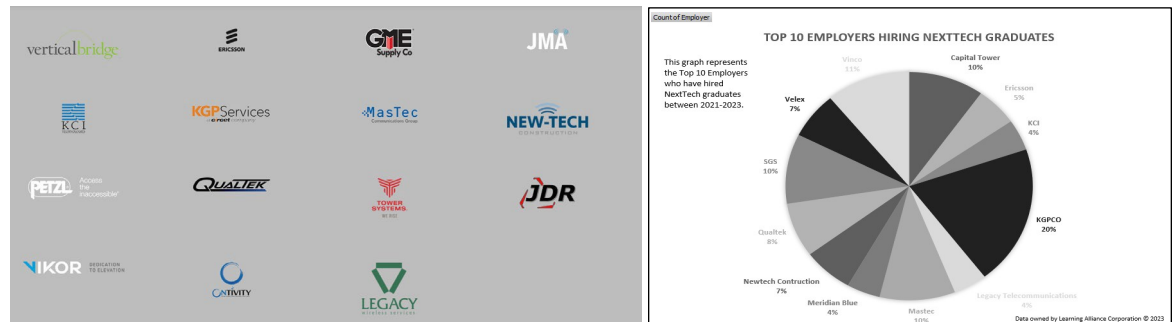 verticalbridge
ERICSSON
GME
Supply Co
JMA
KCI
KGPServices
MasTec
Communications Group
NEW-TECH
CONSTRUCTION
PETZL
Access
the
inaccessible
QUALTEK
TOWER
SYSTEMS
JDR
VIKOR
DEDICATION
TO ELEVATION
ONTIVITY
LEGACY
wireless services
Count of Employer
TOP 10 EMPLOYERS HIRING NEXTTECH GRADUATES
This graph represents
the Top 10 Employers
who have hired
NextTech graduates
between 2021-2023.
Vinco
11%
Capital Tower
10%
Ericsson
5%
Velex
7%
KCI
4%
SGS
10%
KGPCO
20%
Qualtek
8%
Newtech Contruction
7%
Legacy Telecommunications
4%
Meridian Blue
4%
Mastec
10%
Data owned by Learning Alliance Corporation © 2023